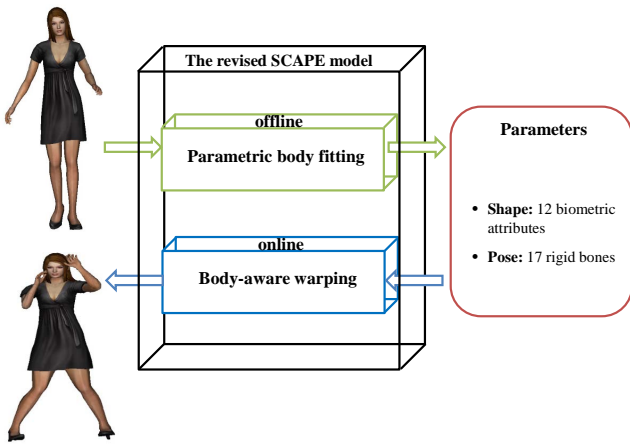 The revised SCAPE model
offline
Parametric body fitting
online
Body-aware warping
Parameters
• Shape: 12 biometric
attributes
• Pose: 17 rigid bones